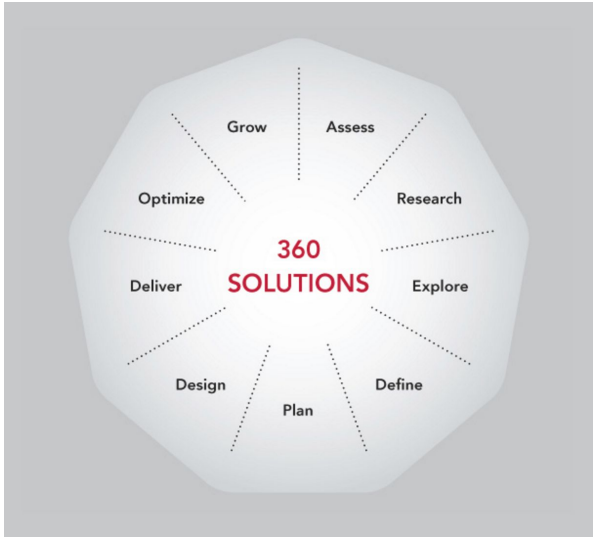 360
SOLUTIONS
Assess
Research
Explore
Define
Plan
Design
Deliver
Optimize
Grow